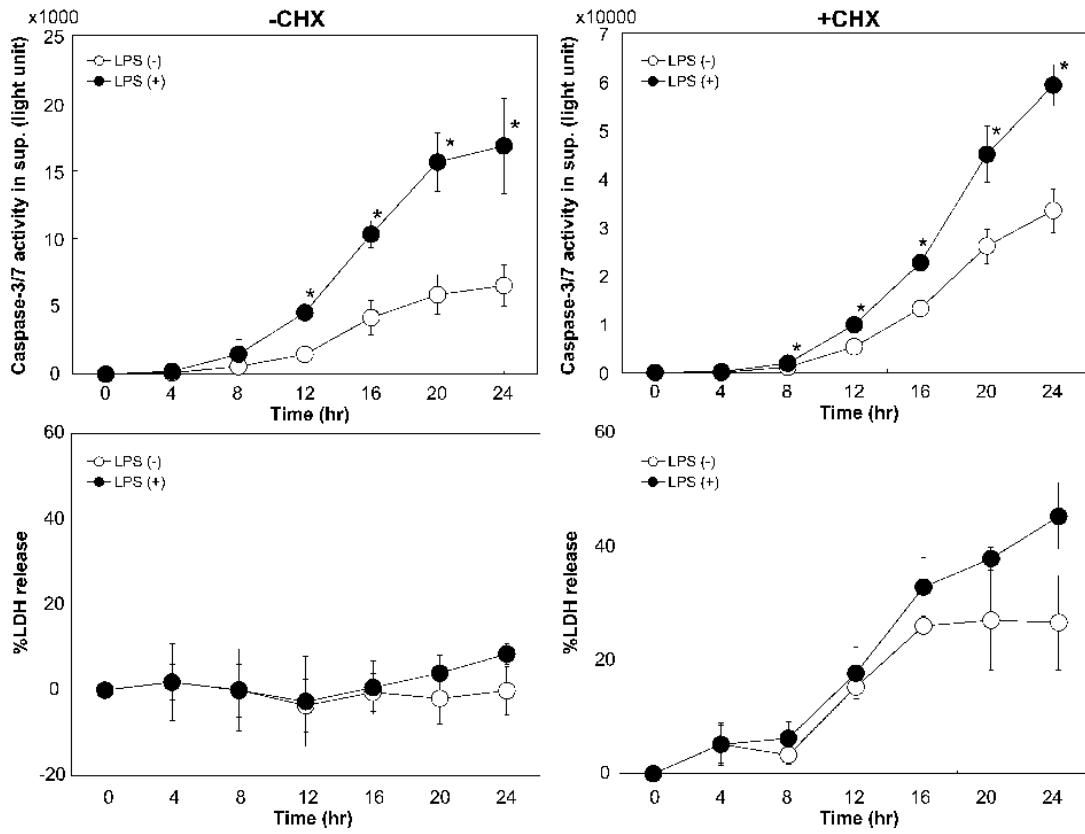 x1000
-CHX
Caspase-3/7 activity in sup. (light unit)
25
20
15
10
5
0
LPS (-)
LPS (+)
*
*
*
*
0 4 8 12 16 20 24
Time (hr)
x10000
+CHX
Caspase-3/7 activity in sup. (light unit)
7
6
5
4
3
2
1
0
LPS (-)
LPS (+)
*
*
*
*
*
0 4 8 12 16 20 24
Time (hr)
%LDH release
60
40
20
0
-20
LPS (-)
LPS (+)
0 4 8 12 16 20 24
Time (hr)
%LDH release
60
40
20
0
LPS (-)
LPS (+)
0 4 8 12 16 20 24
Time (hr)